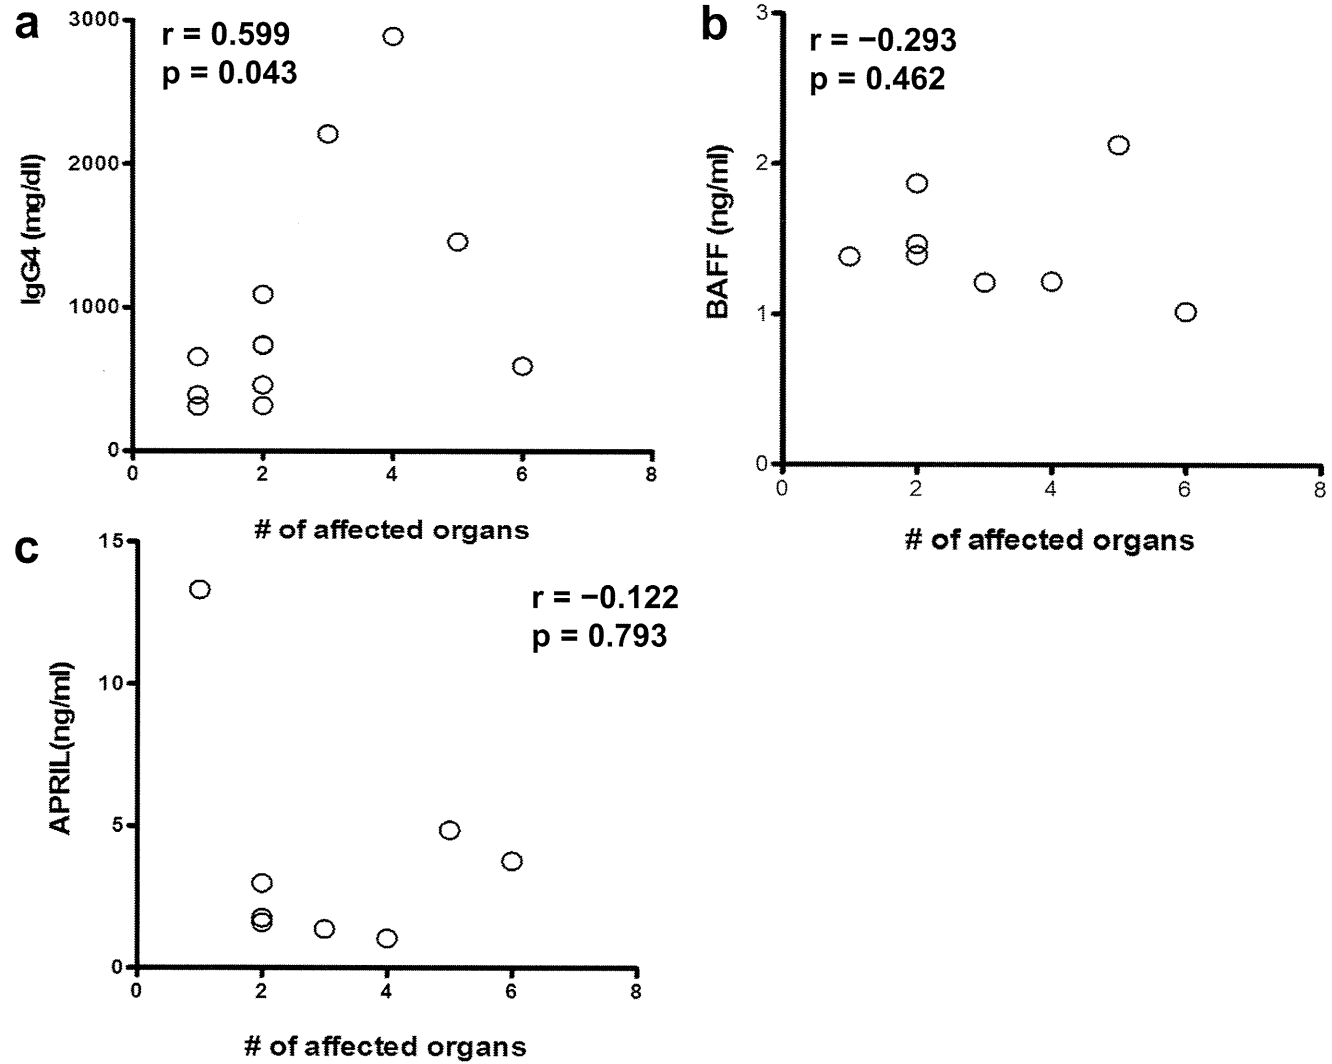 a
r = 0.599
p = 0.043
3000
2000
1000
0
IgG4 (mg/dl)
0 2 4 6 8
# of affected organs
b
r = −0.293
p = 0.462
3
2
1
0
BAFF (ng/ml)
0 2 4 6 8
# of affected organs
c
r = −0.122
p = 0.793
15
10
5
0
APRIL(ng/ml)
0 2 4 6 8
# of affected organs